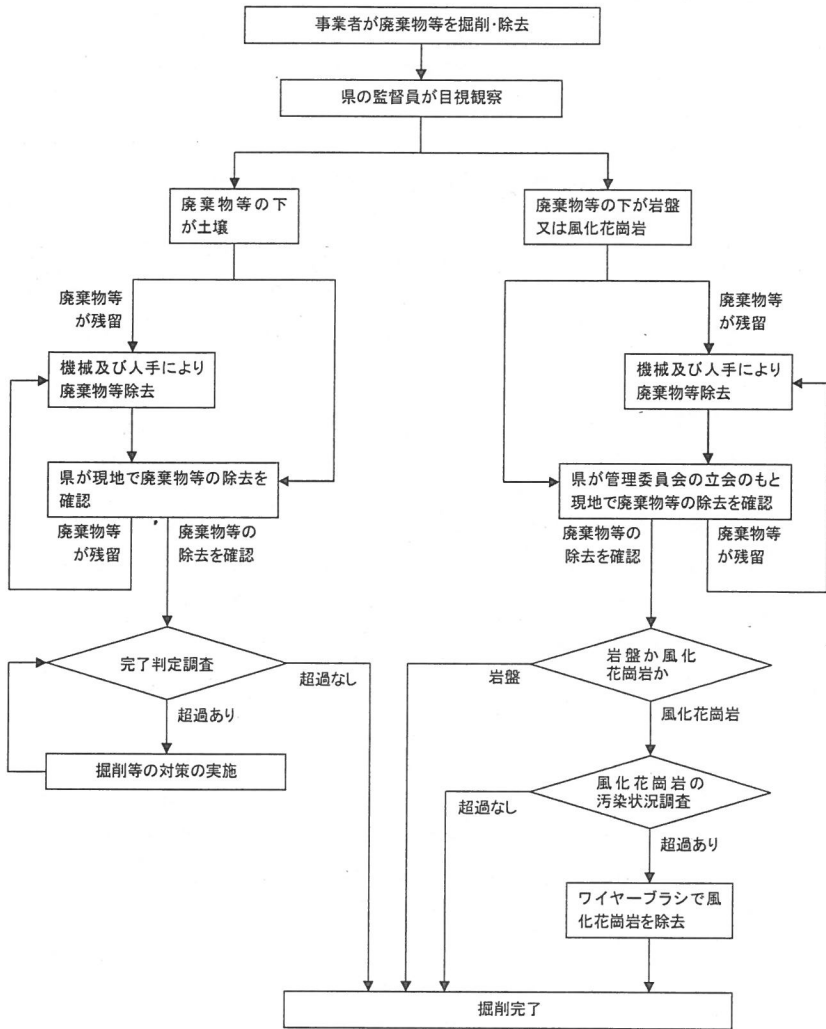 事業者が廃棄物等を掘削・除去
県の監督員が目視観察
廃棄物等の下
が土壌
廃棄物等の下が岩盤
又は風化花崗岩
廃棄物等
が残留
廃棄物等
が残留
機械及び人手により
廃棄物等除去
機械及び人手により
廃棄物等除去
県が現地で廃棄物等の除去を
確認
県が管理委員会の立会のもと
現地で廃棄物等の除去を確認
廃棄物等
が残留
廃棄物等の
除去を確認
廃棄物等の
除去を確認
廃棄物等
が残留
完了判定調査
超過なし
超過あり
掘削等の対策の実施
岩盤か風化
花崗岩か
岩盤
風化花崗岩
風化花崗岩の
汚染状況調査
超過なし
超過あり
ワイヤーブラシで風
化花崗岩を除去
掘削完了